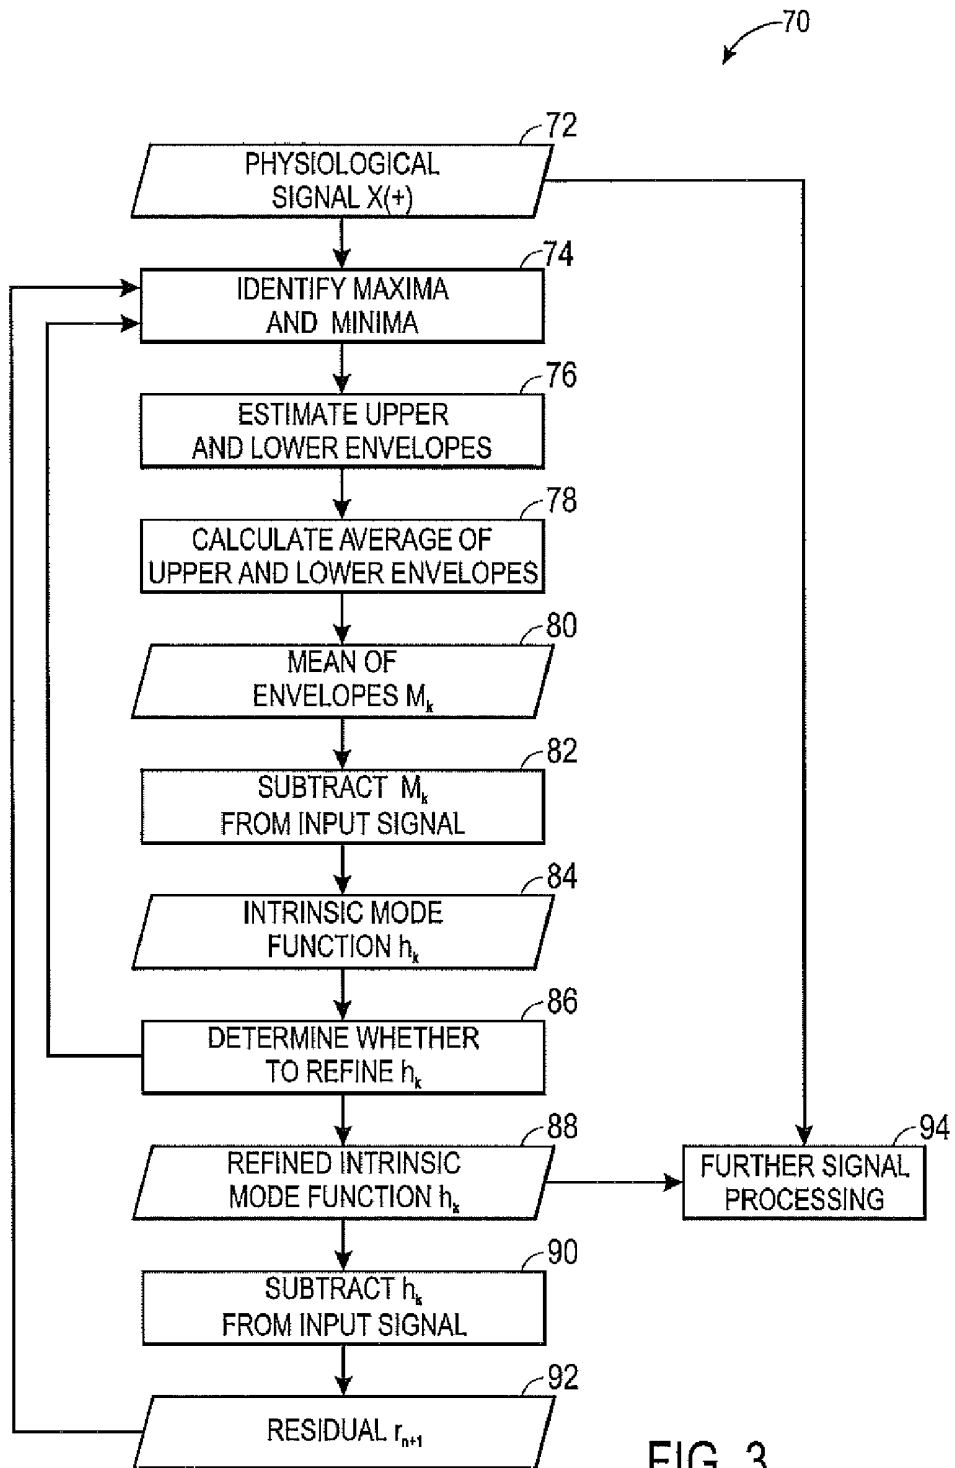 70
72
PHYSIOLOGICAL
SIGNAL X(+)
74
IDENTIFY MAXIMA
AND MINIMA
76
ESTIMATE UPPER
AND LOWER ENVELOPES
78
CALCULATE AVERAGE OF
UPPER AND LOWER ENVELOPES
80
MEAN OF
ENVELOPES Mk
82
SUBTRACT Mk
FROM INPUT SIGNAL
84
INTRINSIC MODE
FUNCTION hk
86
DETERMINE WHETHER
TO REFINE hk
88
REFINED INTRINSIC
MODE FUNCTION hk
94
FURTHER SIGNAL
PROCESSING
90
SUBTRACT hk
FROM INPUT SIGNAL
92
RESIDUAL rn+1
FIG. 3